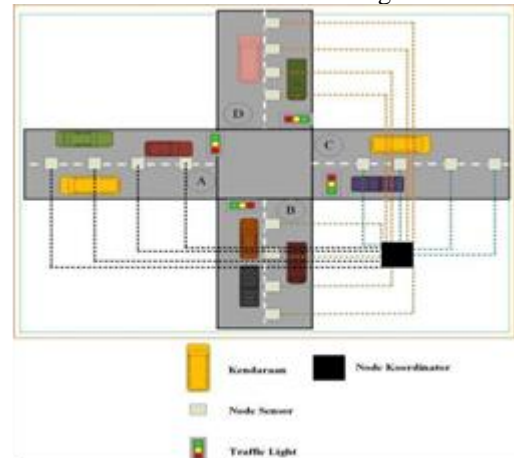 D
C
A
B
Kendaraan
Node Koordinator
Node Sensor
Traffic Light